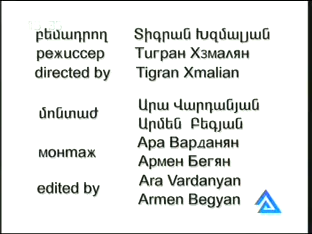 բեմադրող Տիգրան Խզմալյան
режиссер Тигран Хзмалян
directed by Tigran Xmalian
մոնտաժ Արա Վարդանյան
Արմեն Բեգյան
монтаж Ара Варданян
Армен Бегян
edited by Ara Vardanyan
Armen Begyan